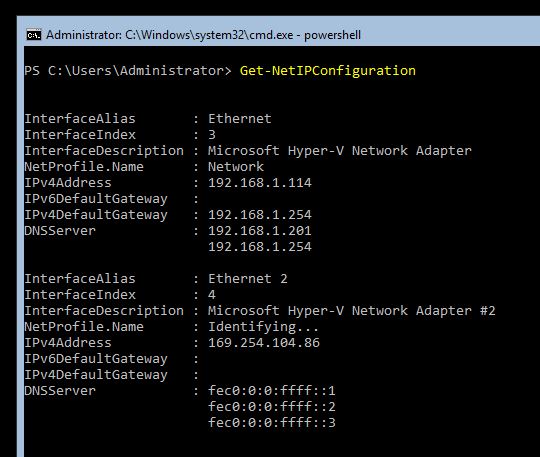 Administrator: C:\Windows\system32\cmd.exe - powershell
PS C:\Users\Administrator> Get-NetIPConfiguration
InterfaceAlias : Ethernet
InterfaceIndex : 3
InterfaceDescription : Microsoft Hyper-V Network Adapter
NetProfile.Name : Network
IPv4Address : 192.168.1.114
IPv6DefaultGateway :
IPv4DefaultGateway : 192.168.1.254
DNSServer : 192.168.1.201
192.168.1.254
InterfaceAlias : Ethernet 2
InterfaceIndex : 4
InterfaceDescription : Microsoft Hyper-V Network Adapter #2
NetProfile.Name : Identifying...
IPv4Address : 169.254.104.86
IPv6DefaultGateway :
IPv4DefaultGateway :
DNSServer : fec0:0:0:ffff::1
fec0:0:0:ffff::2
fec0:0:0:ffff::3